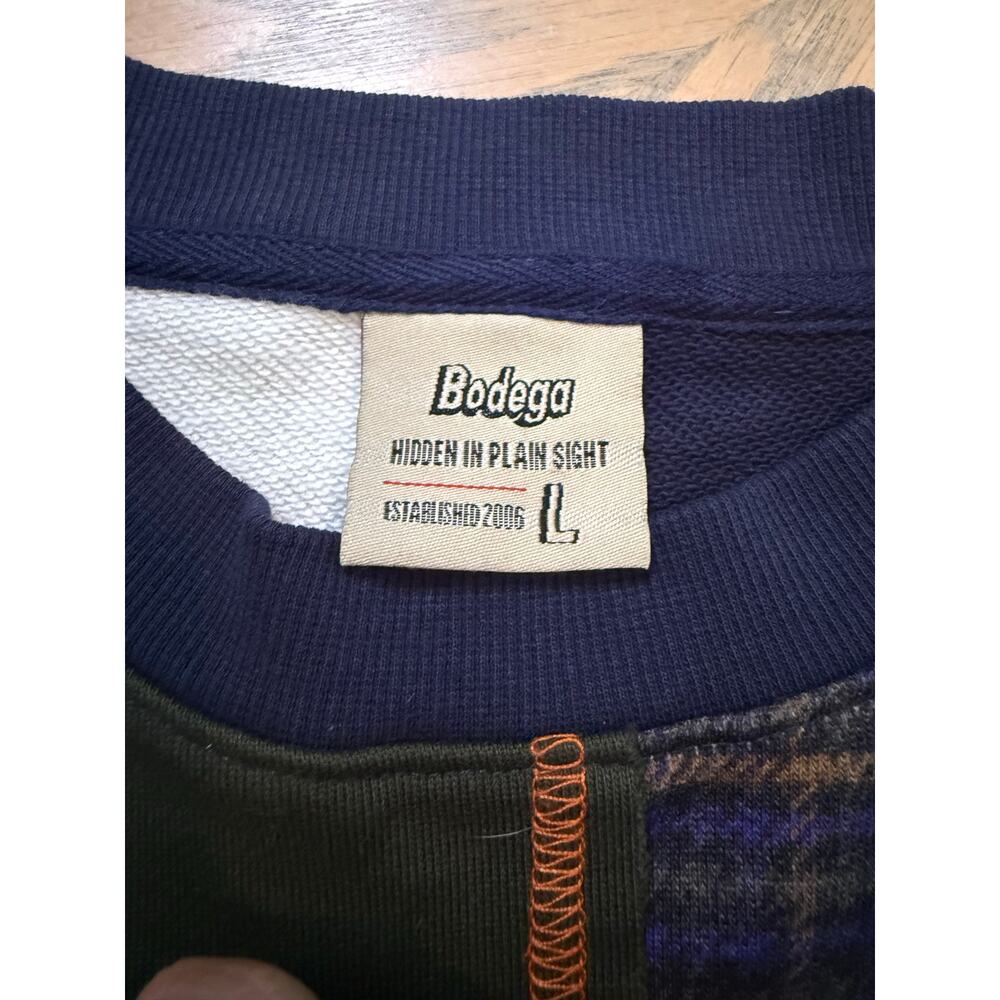 Bodega
HIDDEN IN PLAIN SIGHT
ESTABLISHED 2006 L